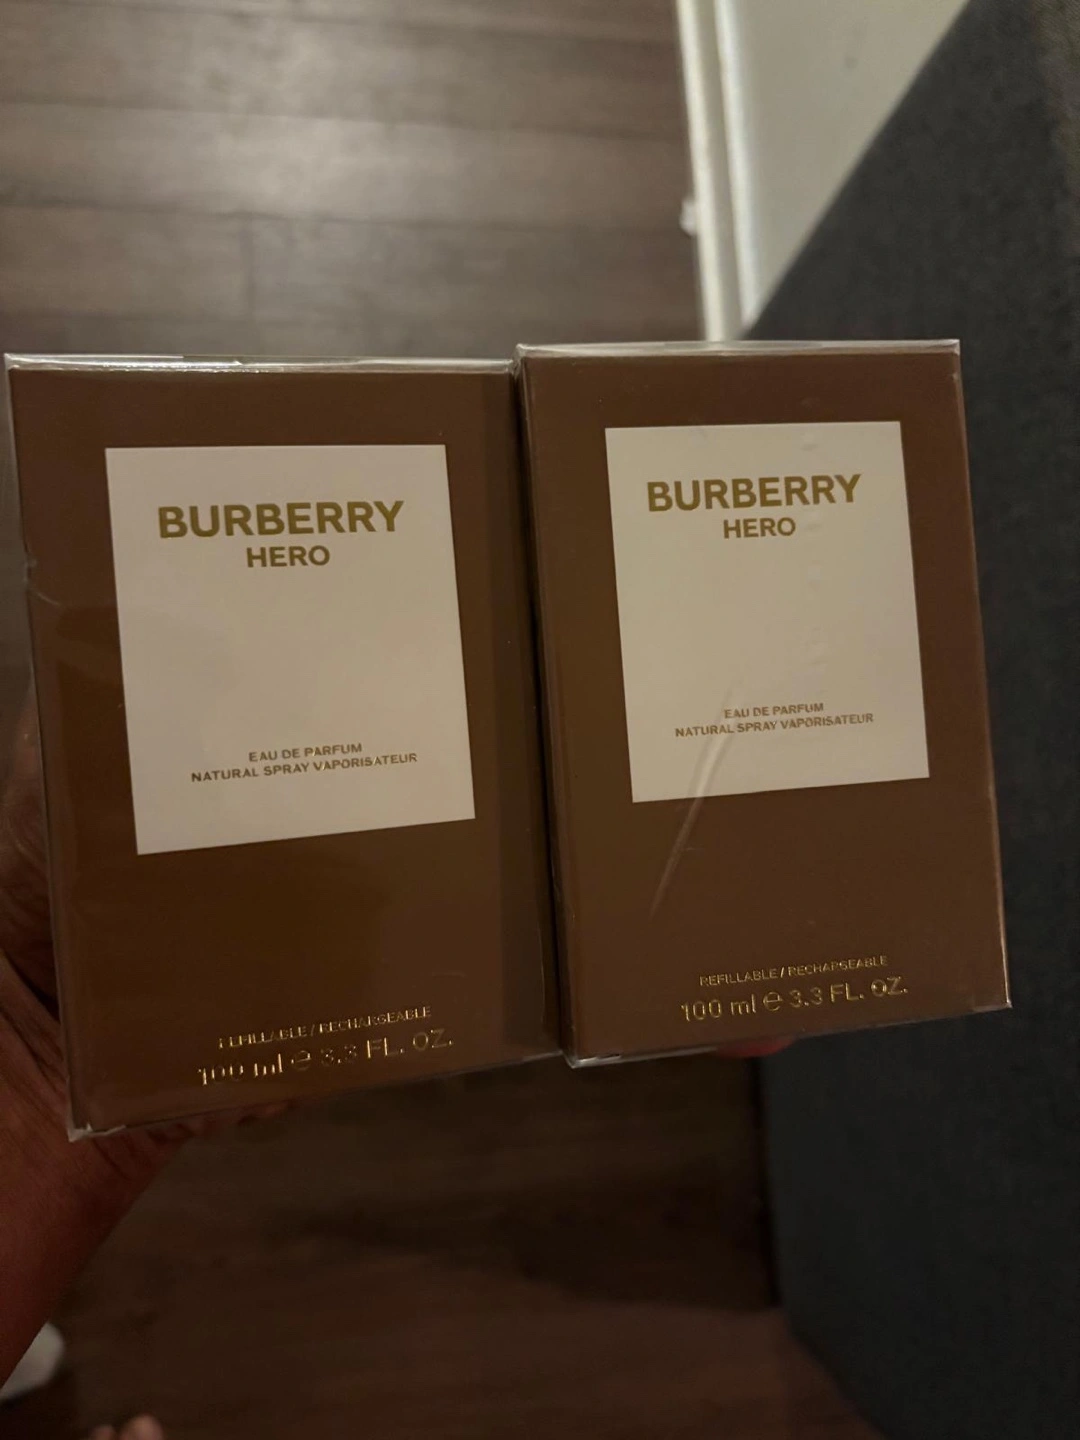 BURBERRY
HERO
EAU DE PARFUM
NATURAL SPRAY VAPORISATEUR
REFILLABLE / RECHARGEABLE
100 ml ℮ 3.3 FL. OZ.
BURBERRY
HERO
EAU DE PARFUM
NATURAL SPRAY VAPORISATEUR
REFILLABLE / RECHARGEABLE
100 ml ℮ 3.3 FL. OZ.